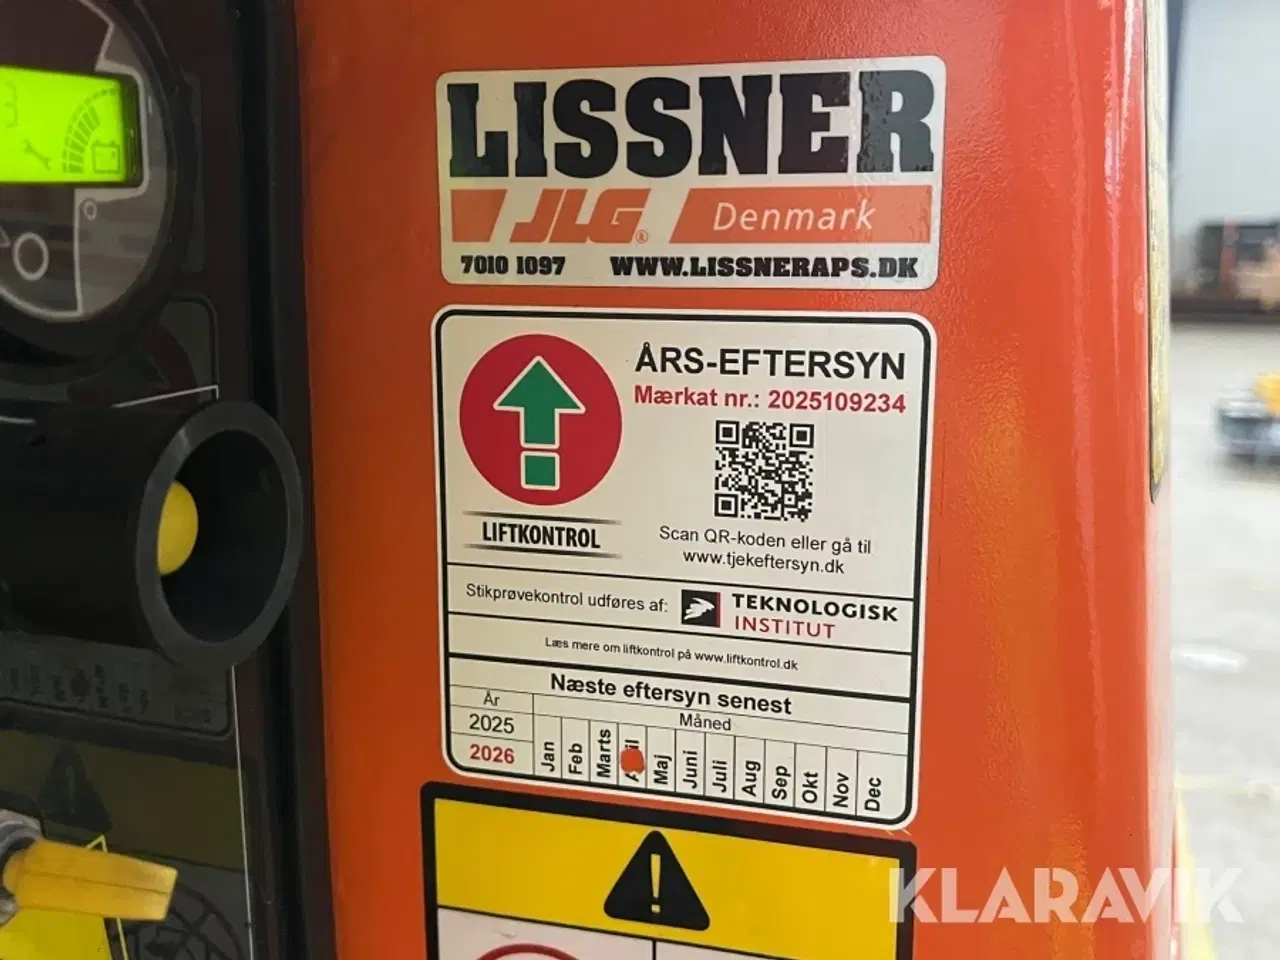 LISSNER
JLG® Denmark
7010 1097 WWW.LISSNERAPS.DK
ÅRS-EFTERSYN
Mærkat nr.: 2025109234
LIFTKONTROL
Scan QR-koden eller gå til
www.tjekeftersyn.dk
Stikprøvekontrol udføres af: TEKNOLOGISK
INSTITUT
Læs mere om liftkontrol på www.liftkontrol.dk
Næste eftersyn senest
År Måned
2025
2026
Jan Feb Marts A il Maj Juni Juli Aug Sep Okt Nov Dec
KLARAVIK